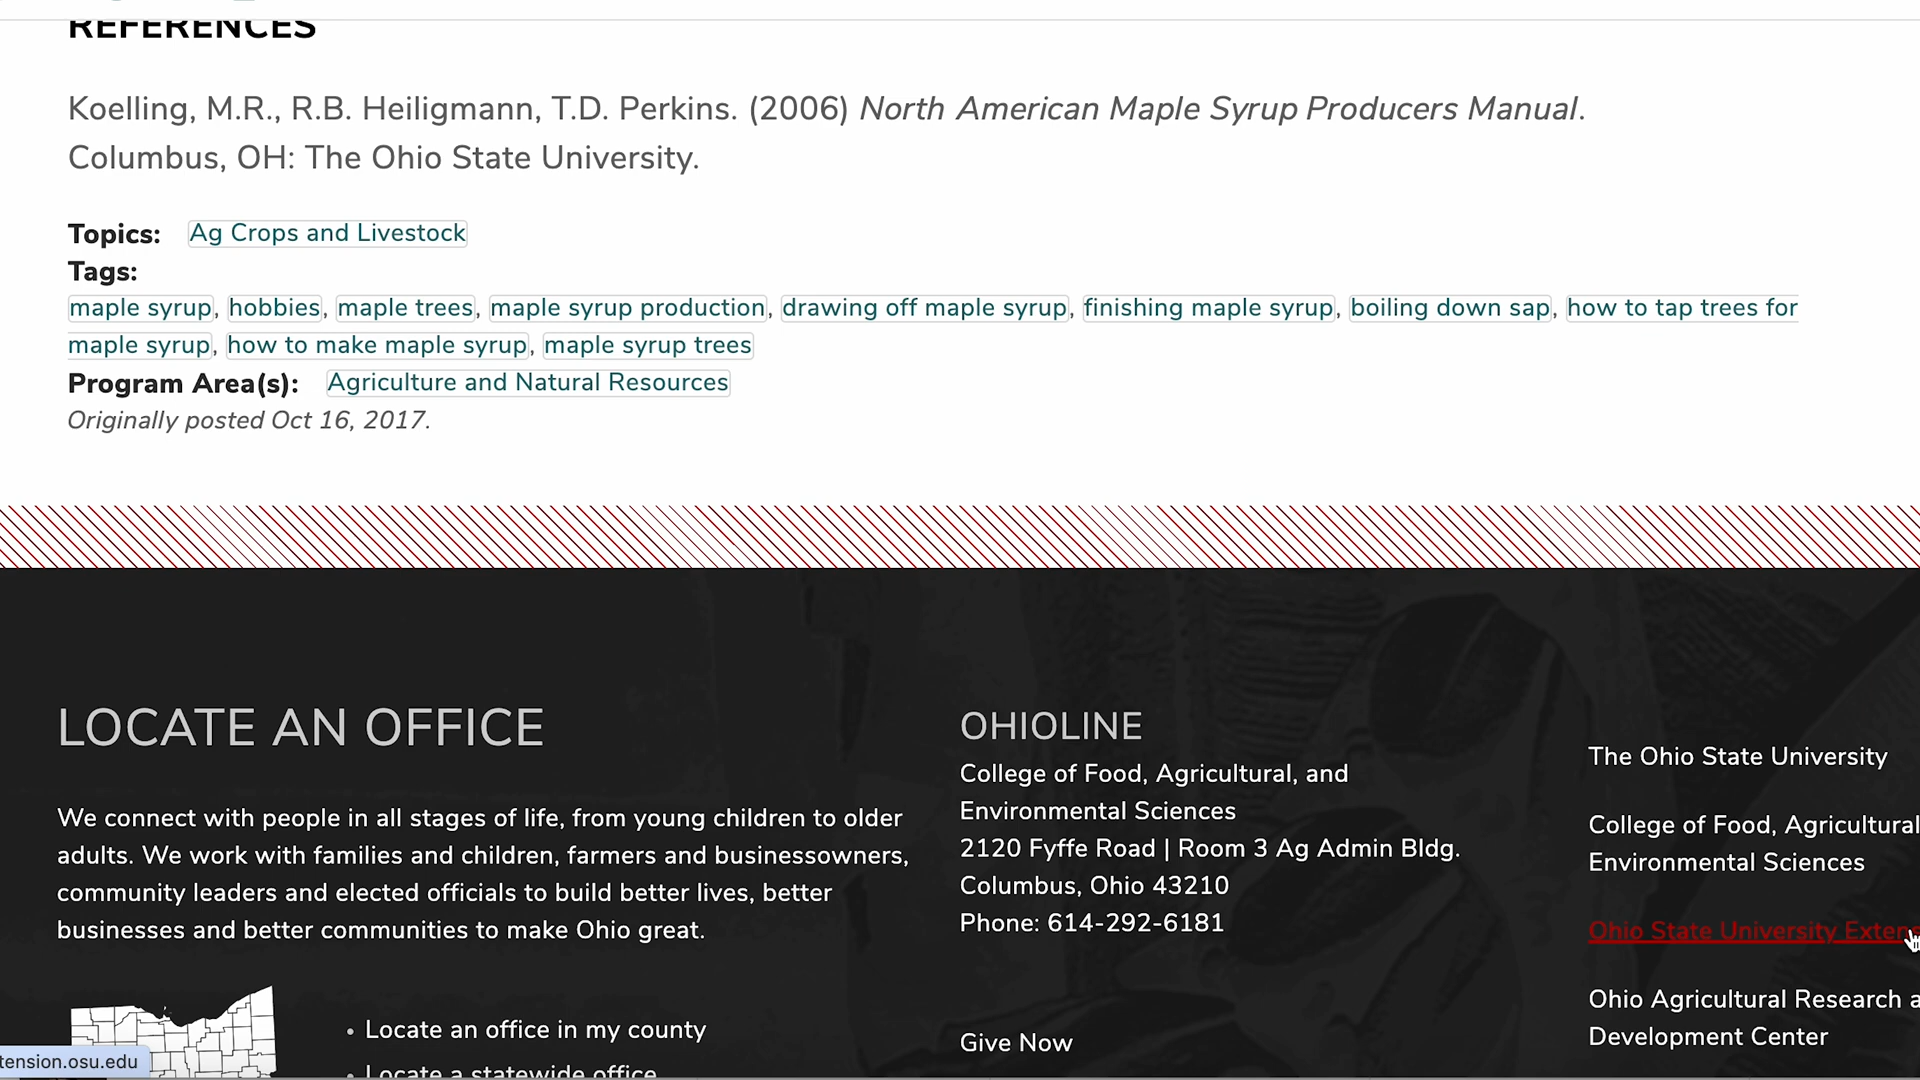 REFERENCES
Koelling, M.R., R.B. Heiligmann, T.D. Perkins. (2006) North American Maple Syrup Producers Manual.
Columbus, OH: The Ohio State University.
Topics: Ag Crops and Livestock
Tags:
maple syrup, hobbies, maple trees, maple syrup production, drawing off maple syrup, finishing maple syrup, boiling down sap, how to tap trees for
maple syrup, how to make maple syrup, maple syrup trees
Program Area(s): Agriculture and Natural Resources
Originally posted Oct 16, 2017.
LOCATE AN OFFICE
We connect with people in all stages of life, from young children to older
adults. We work with families and children, farmers and businessowners,
community leaders and elected officials to build better lives, better
businesses and better communities to make Ohio great.
• Locate an office in my county
• Locate a statewide office
OHIOLINE
College of Food, Agricultural, and
Environmental Sciences
2120 Fyffe Road | Room 3 Ag Admin Bldg.
Columbus, Ohio 43210
Phone: 614-292-6181
Give Now
The Ohio State University
College of Food, Agricultural
Environmental Sciences
Ohio State University Exten
Ohio Agricultural Research a
Development Center
tension.osu.edu